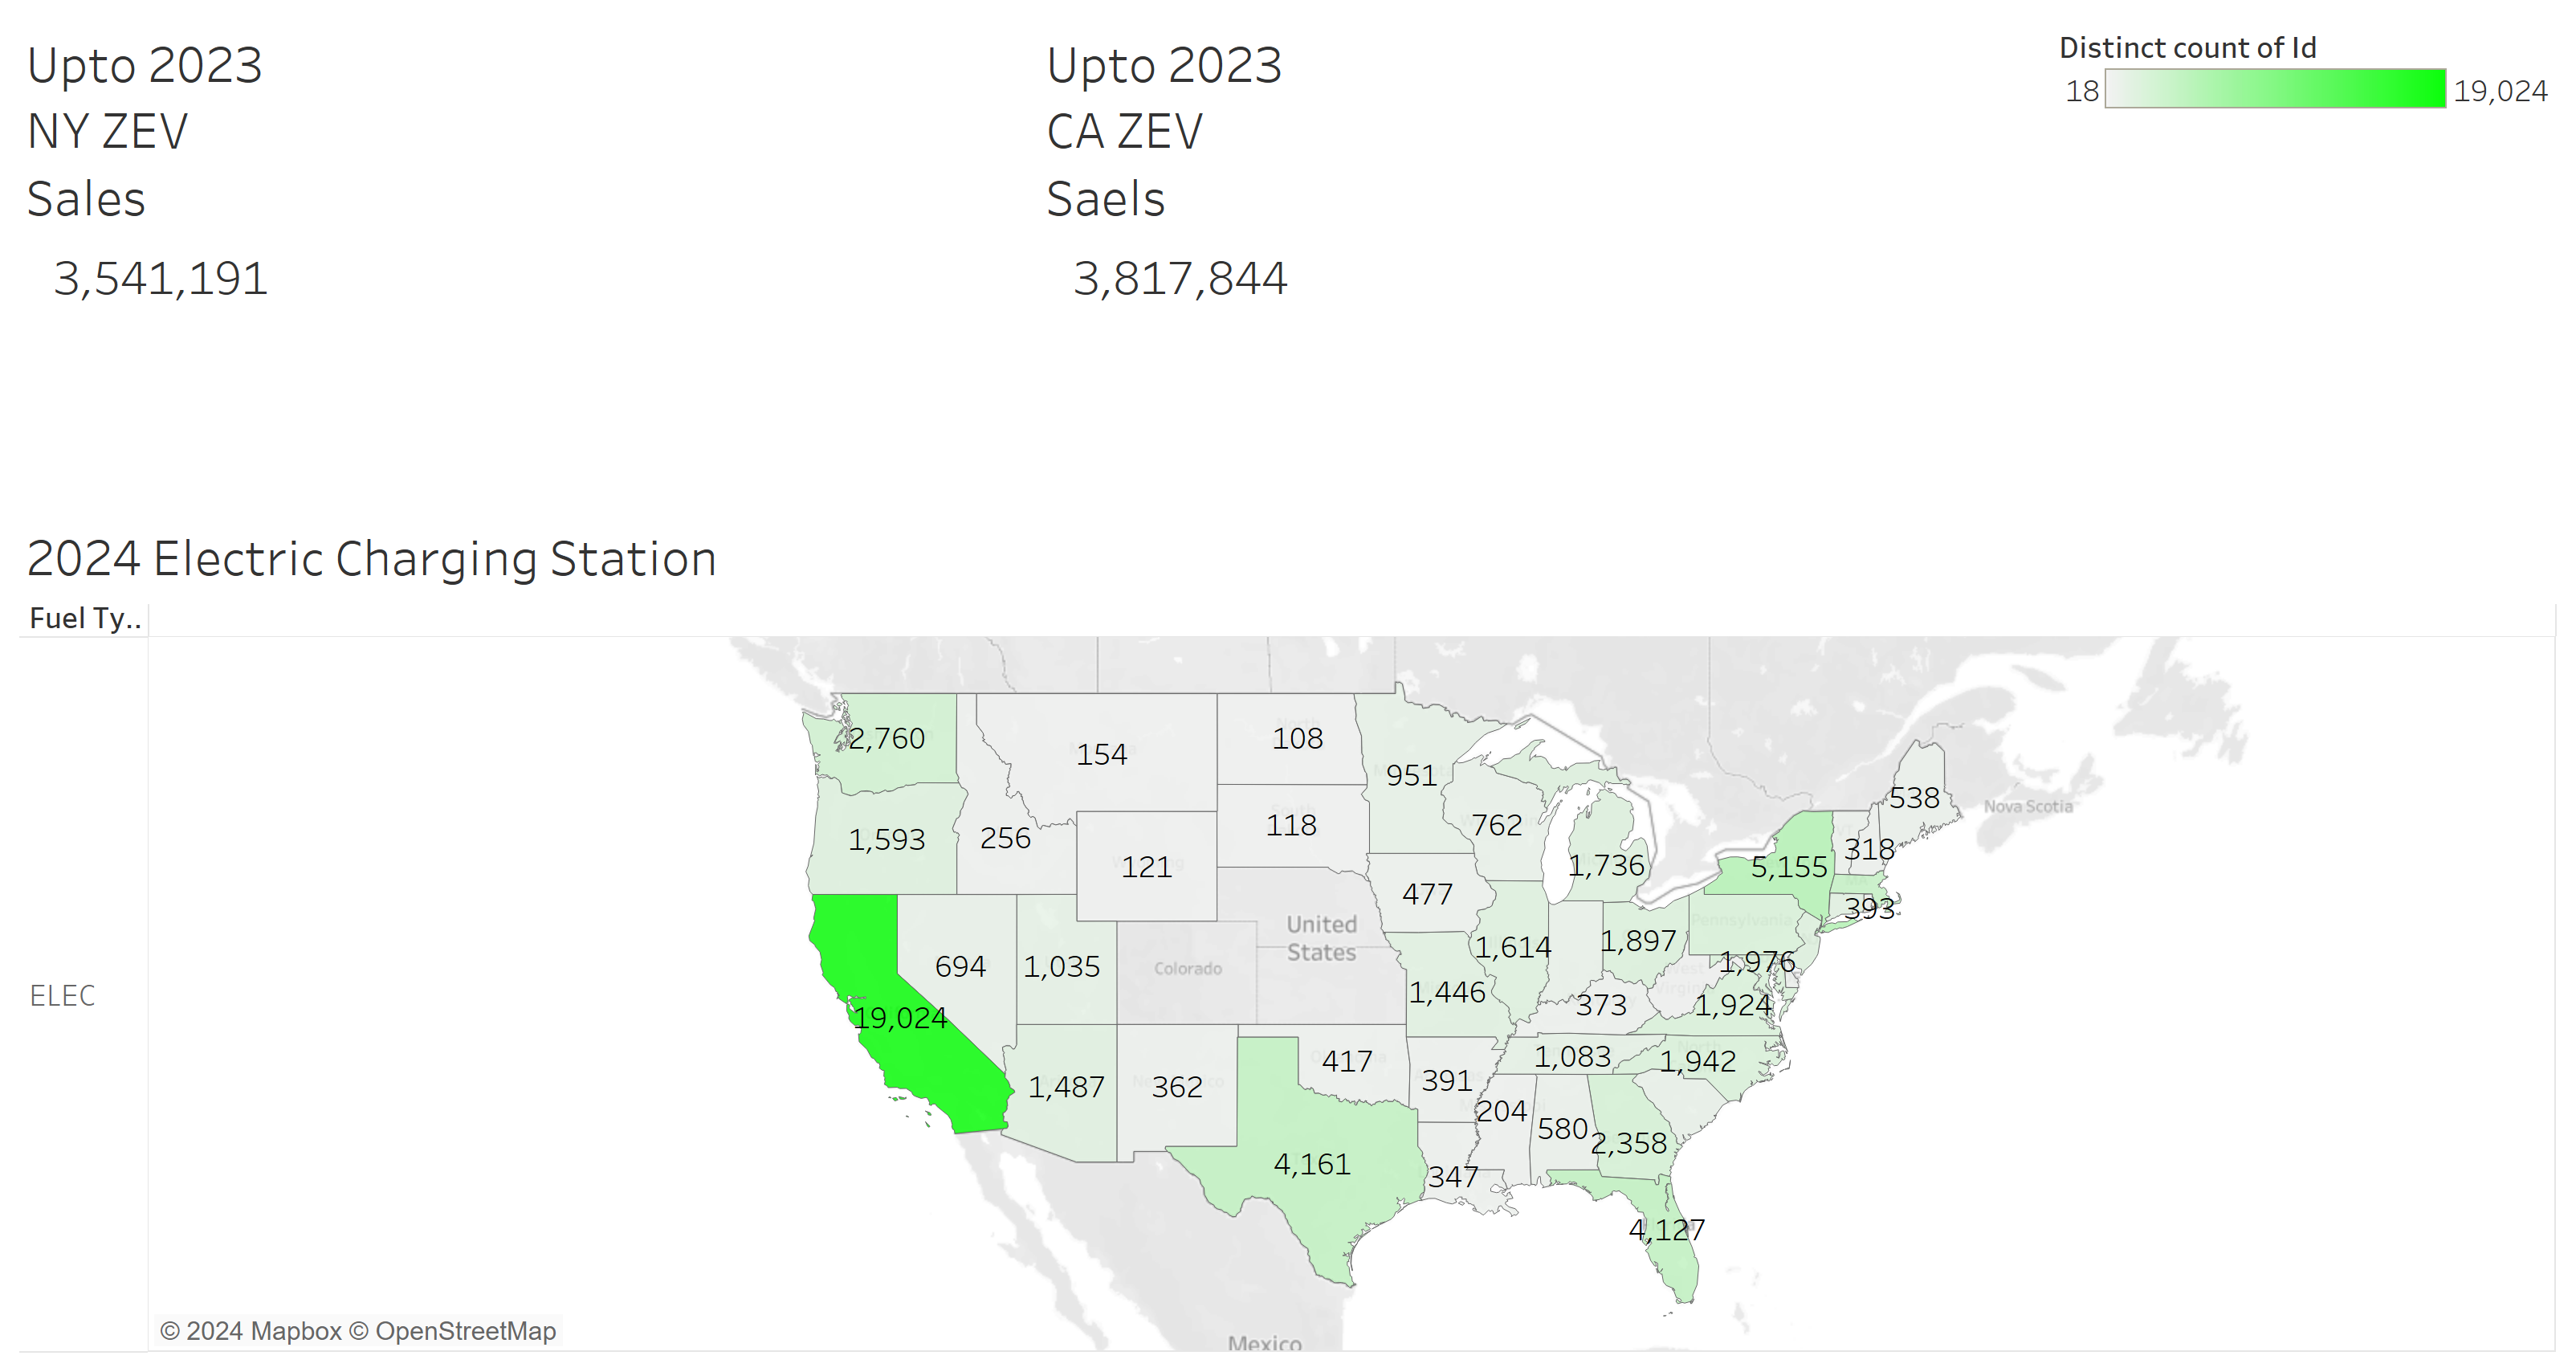 Upto 2023
NY ZEV
Sales
3,541,191
Upto 2023
CA ZEV
Saels
3,817,844
Distinct count of Id
18
19,024
2024 Electric Charging Station
Fuel Ty..
ELEC
2,760
154
108
951
762
538
Nova Scotia
1,593
256
121
118
1,736
5,155
318
477
393
United
States
Pennsylvania
694
1,035
Colorado
1,614
1,897
1,976
19,024
1,446
373
1,924
1,487
362
417
391
1,083
1,942
204
580
2,358
4,161
347
4,127
© 2024 Mapbox © OpenStreetMap
Mexico